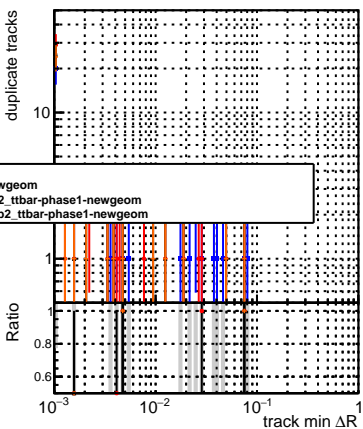 duplicate tracks
10
wgeom
2_ttbar-phase1-newgeom
o2_ttbar-phase1-newgeom
1
Ratio
1
0.8
0.6
10⁻³ 10⁻² 10⁻¹ 1
track min ΔR